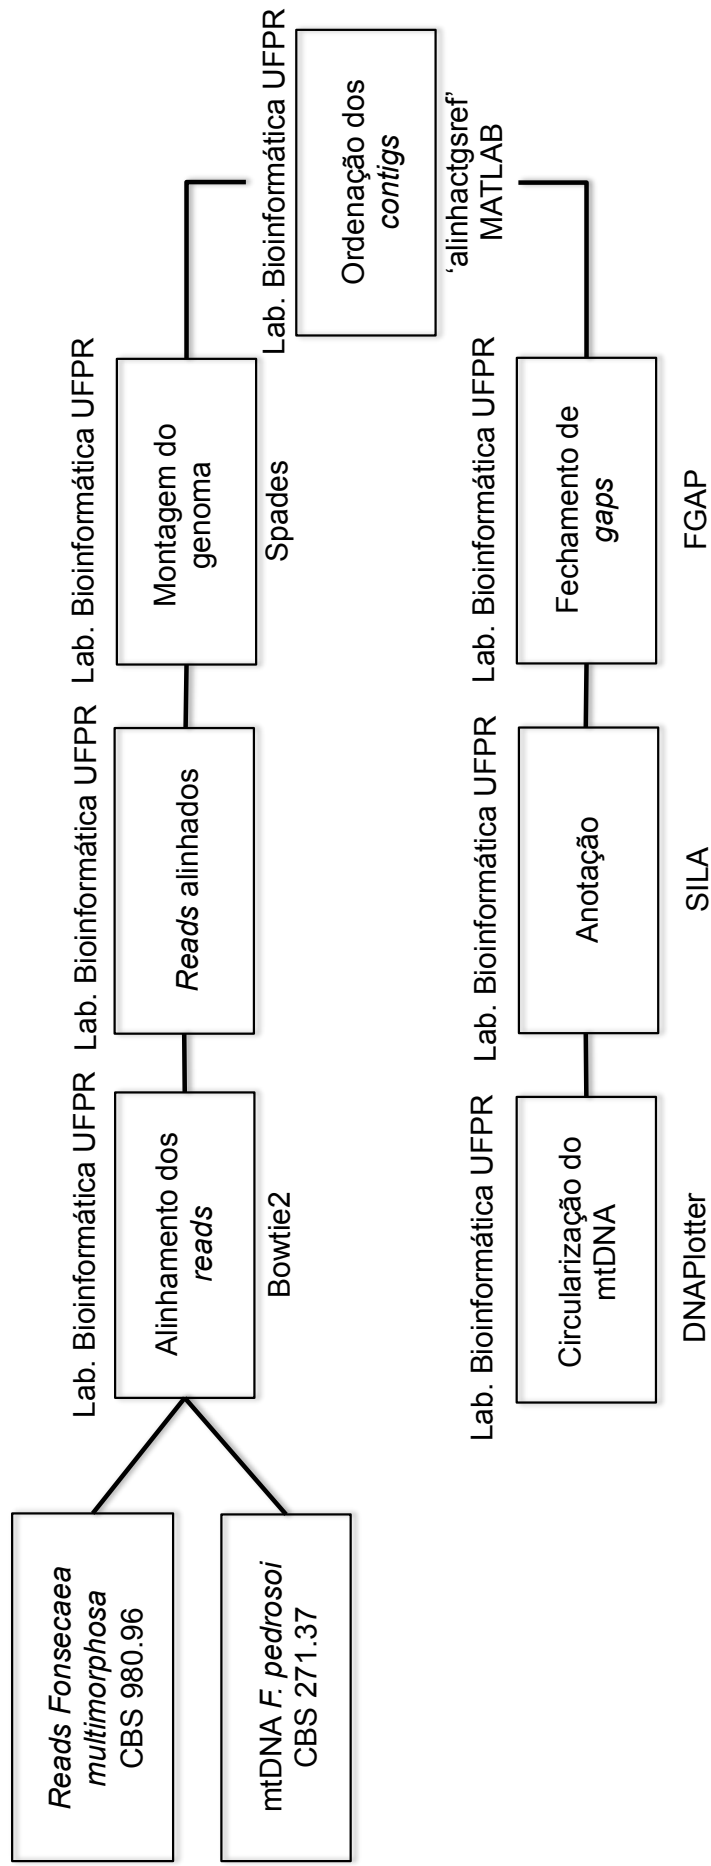 Reads Fonsecaea
multimorphosa
CBS 980.96
mtDNA F. pedrosoi
CBS 271.37
Lab. Bioinformática UFPR
Alinhamento dos
reads
Bowtie2
Lab. Bioinformática UFPR
Reads alinhados
Lab. Bioinformática UFPR
Montagem do
genoma
Spades
Lab. Bioinformática UFPR
Ordenação dos
contigs
‘alinhactgsref’
MATLAB
Lab. Bioinformática UFPR
Fechamento de
gaps
FGAP
Lab. Bioinformática UFPR
Anotação
SILA
Lab. Bioinformática UFPR
Circularização do
mtDNA
DNAPlotter